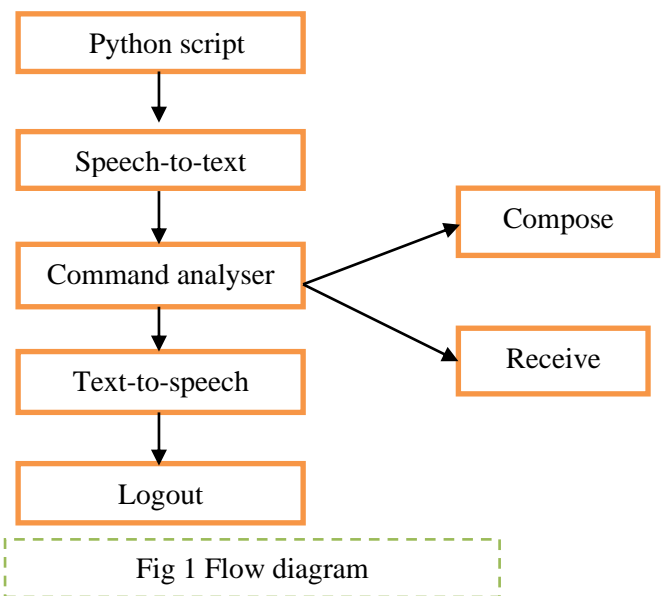 Python script
Speech-to-text
Compose
Command analyser
Receive
Text-to-speech
Logout
Fig 1 Flow diagram